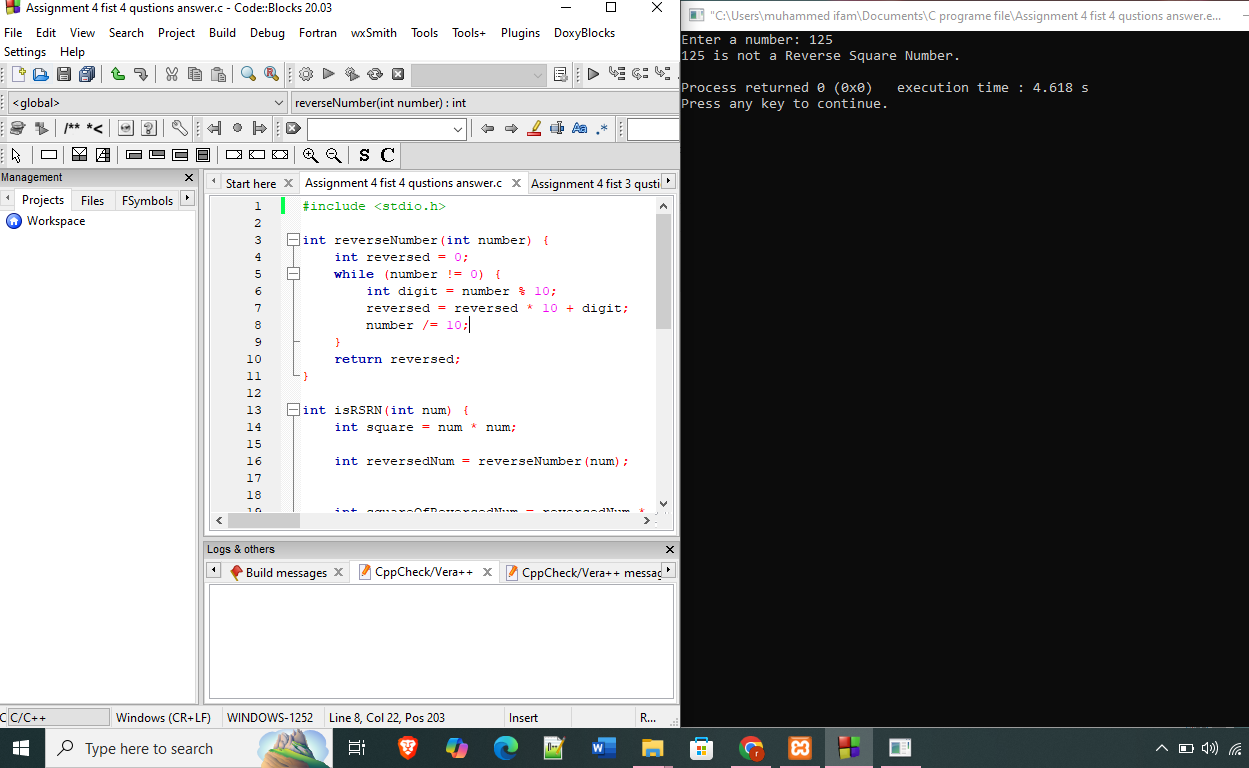 Assignment 4 fist 4 qustions answer.c - Code::Blocks 20.03
File Edit View Search Project Build Debug Fortran wxSmith Tools Tools+ Plugins DoxyBlocks
Settings Help
<global>
reverseNumber(int number) : int
/** *<
Aa .*
S C
Management
Projects Files FSymbols
Workspace
Start here Assignment 4 fist 4 qustions answer.c Assignment 4 fist 3 qusti
1 #include <stdio.h>
2
3 int reverseNumber(int number) {
4 int reversed = 0;
5 while (number != 0) {
6 int digit = number % 10;
7 reversed = reversed * 10 + digit;
8 number /= 10;
9 }
10 return reversed;
11 }
12
13 int isRSRN(int num) {
14 int square = num * num;
15
16 int reversedNum = reverseNumber(num);
17
18
19 int squareOfReversedNum = reversedNum *
Logs & others
Build messages CppCheck/Vera++ CppCheck/Vera++ messag
C/C++ Windows (CR+LF) WINDOWS-1252 Line 8, Col 22, Pos 203 Insert R...
"C:\Users\muhammed ifam\Documents\C programe file\Assignment 4 fist 4 qustions answer.e...
Enter a number: 125
125 is not a Reverse Square Number.
Process returned 0 (0x0) execution time : 4.618 s
Press any key to continue.
Type here to search